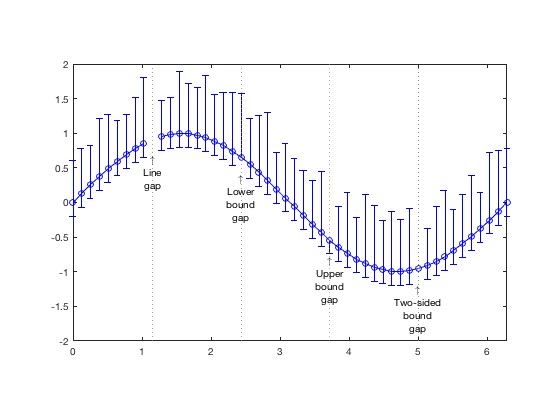 2
1.5
1
0.5
0
-0.5
-1
-1.5
-2
Line
gap
Lower
bound
gap
Upper
bound
gap
Two-sided
bound
gap
0 1 2 3 4 5 6